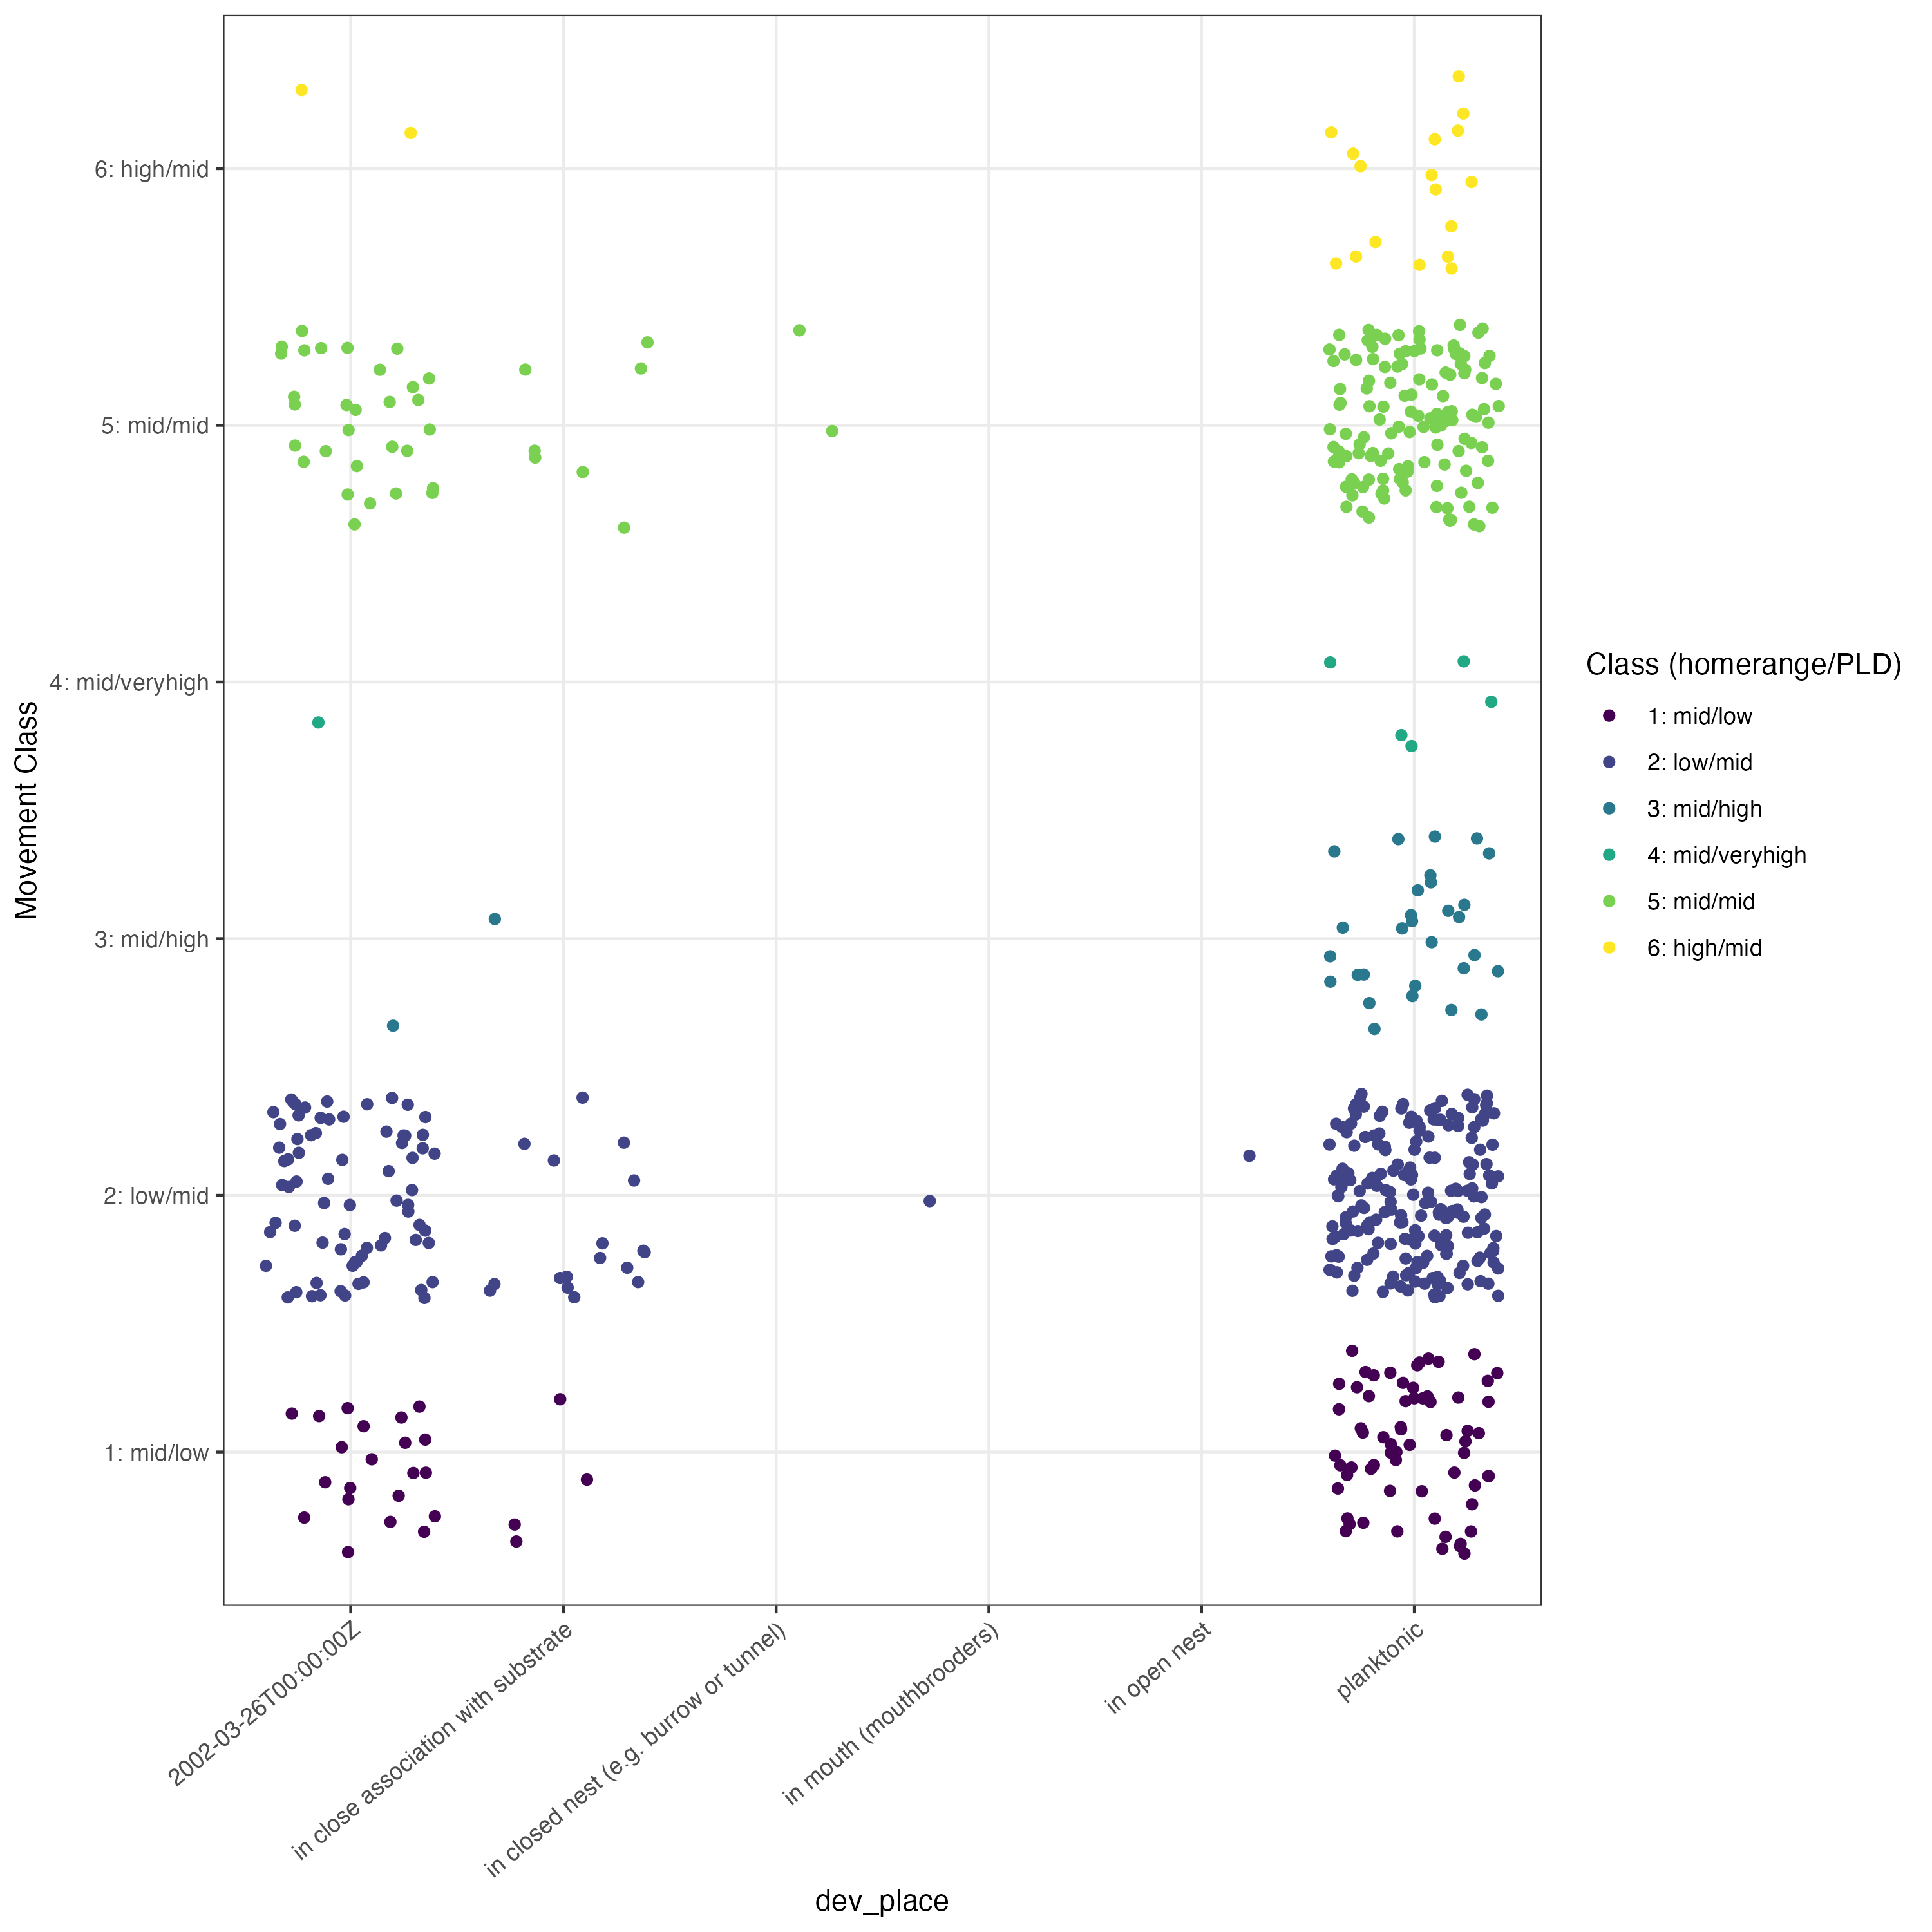 6: high/mid
5: mid/mid
4: mid/veryhigh
3: mid/high
2: low/mid
1: mid/low
Movement Class
2002-03-26T00:00:00Z
in close association with substrate
in closed nest (e.g. burrow or tunnel)
in mouth (mouthbrooders)
in open nest
planktonic
dev_place
Class (homerange/PLD)
1: mid/low
2: low/mid
3: mid/high
4: mid/veryhigh
5: mid/mid
6: high/mid